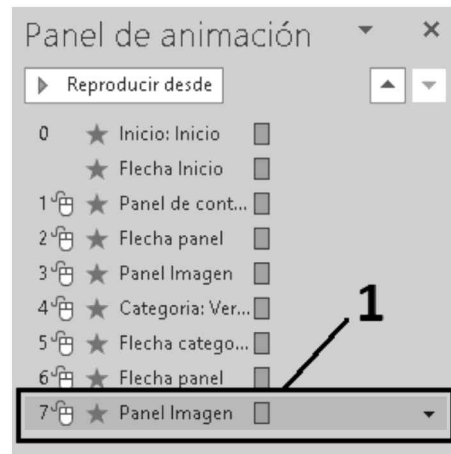 Panel de animación
Reproducir desde
0 Inicio: Inicio
Flecha Inicio
1 Panel de cont...
2 Flecha panel
3 Panel Imagen
4 Categoria: Ver...
5 Flecha catego...
6 Flecha panel
7 Panel Imagen
1